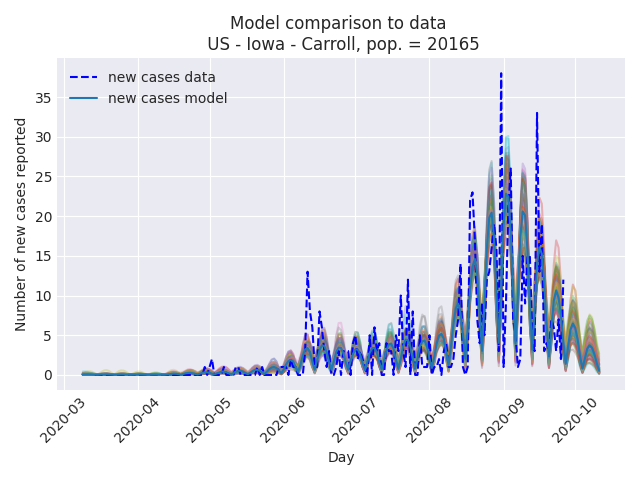 Model comparison to data
US - Iowa - Carroll, pop. = 20165
new cases data
new cases model
Number of new cases reported
35
30
25
20
15
10
5
0
2020-03
2020-04
2020-05
2020-06
2020-07
2020-08
2020-09
2020-10
Day